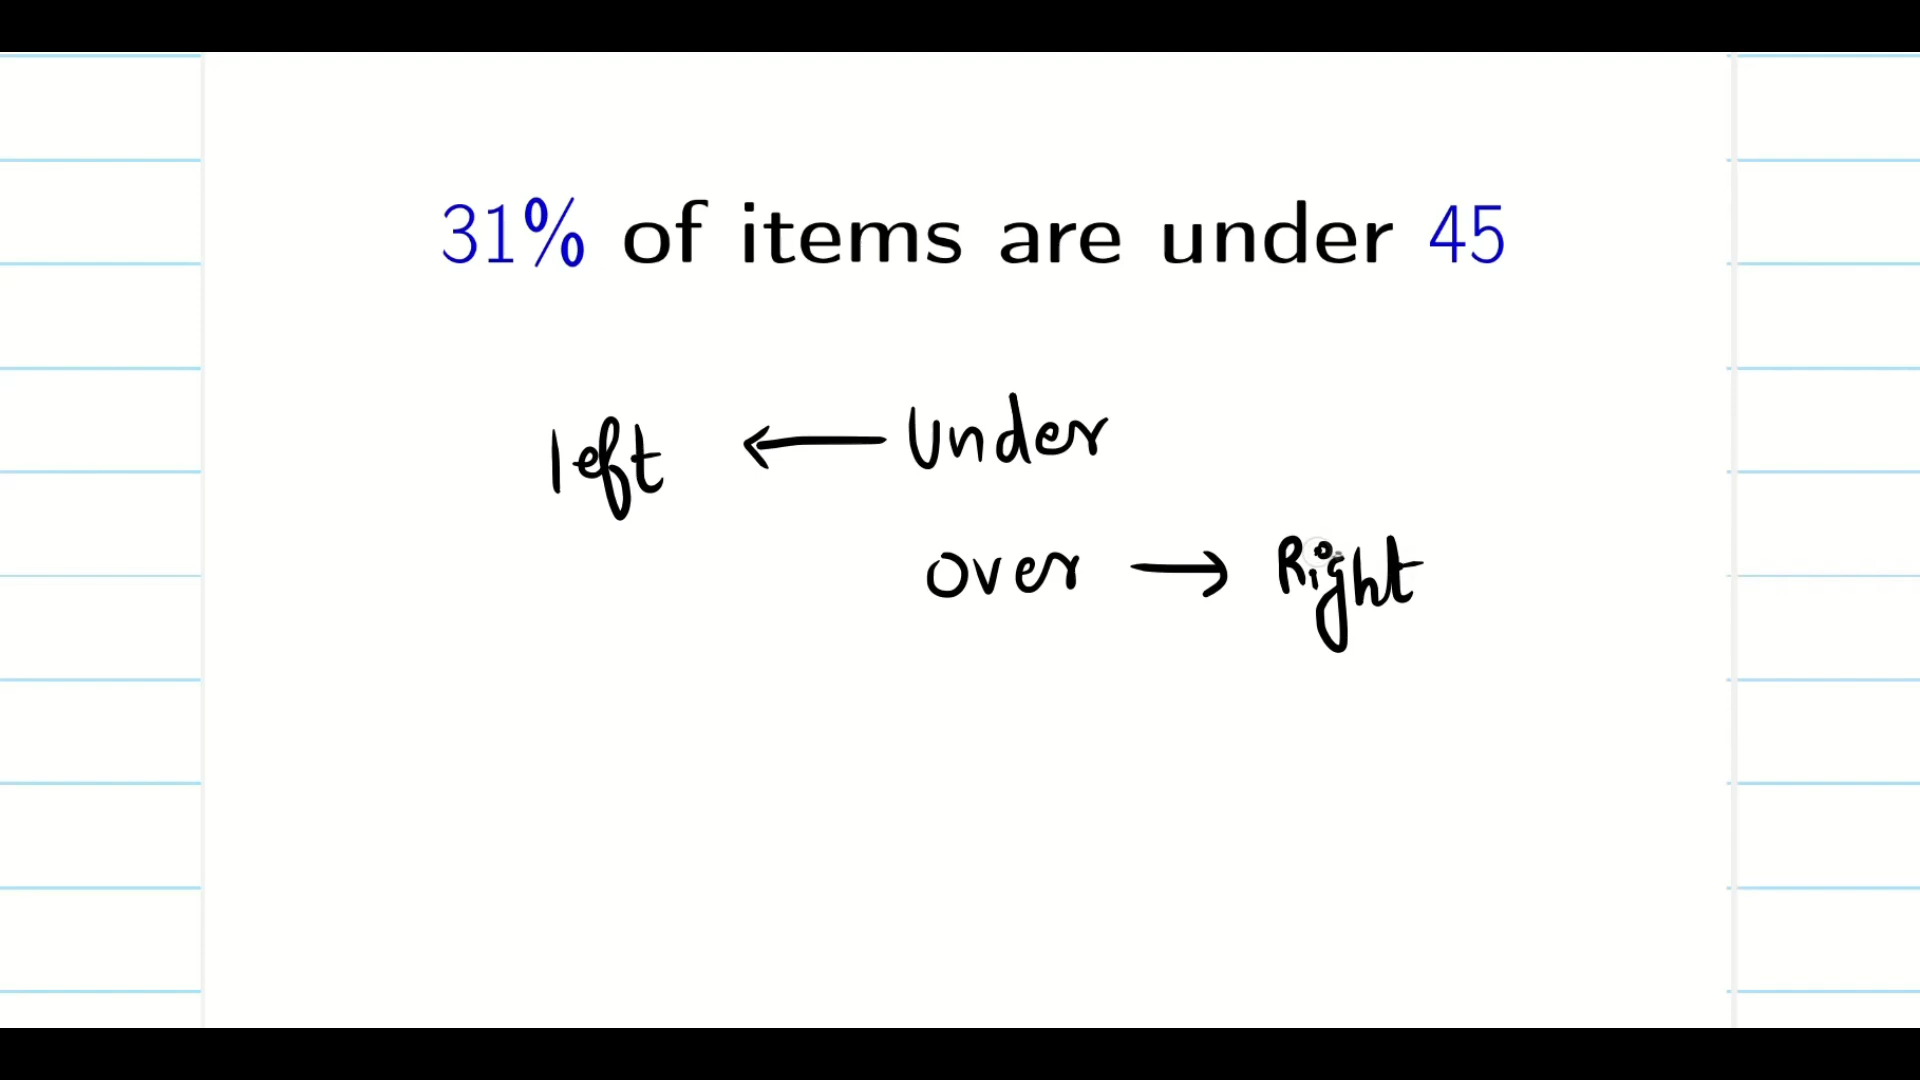 31% of items are under 45
left ← Under
over → Right